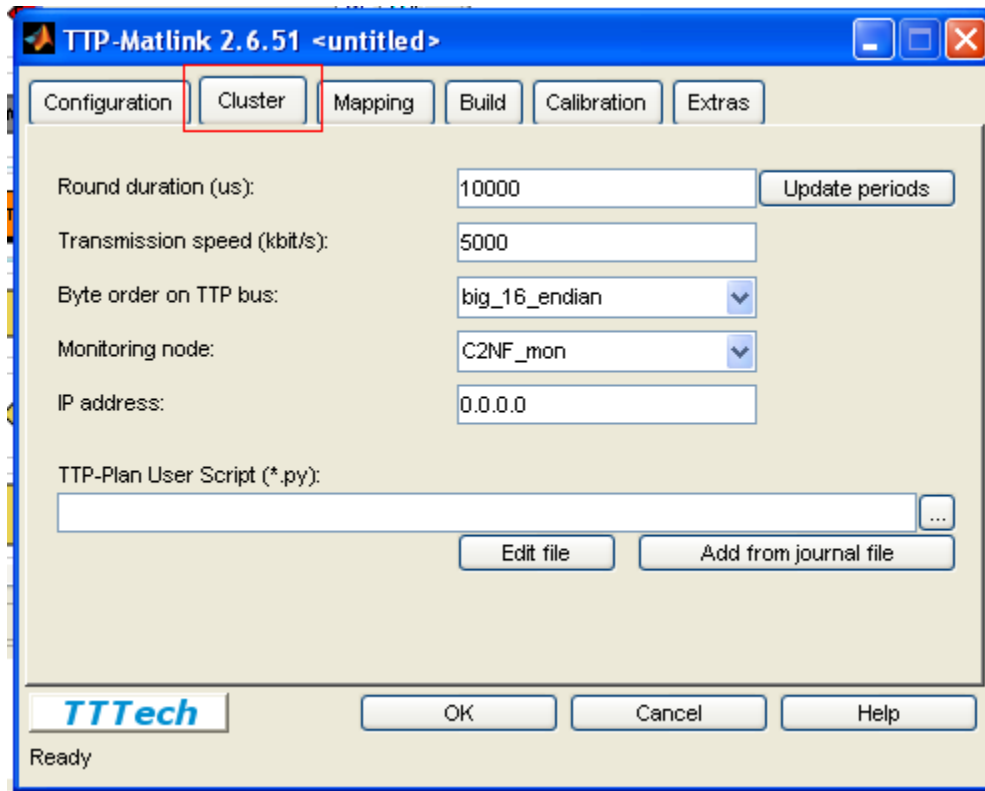 TTP-Matlink 2.6.51 <untitled>
Configuration Cluster Mapping Build Calibration Extras
Round duration (us): 10000 Update periods
Transmission speed (kbit/s): 5000
Byte order on TTP bus: big_16_endian
Monitoring node: C2NF_mon
IP address: 0.0.0.0
TTP-Plan User Script (*.py):
...
Edit file Add from journal file
TTTech OK Cancel Help
Ready